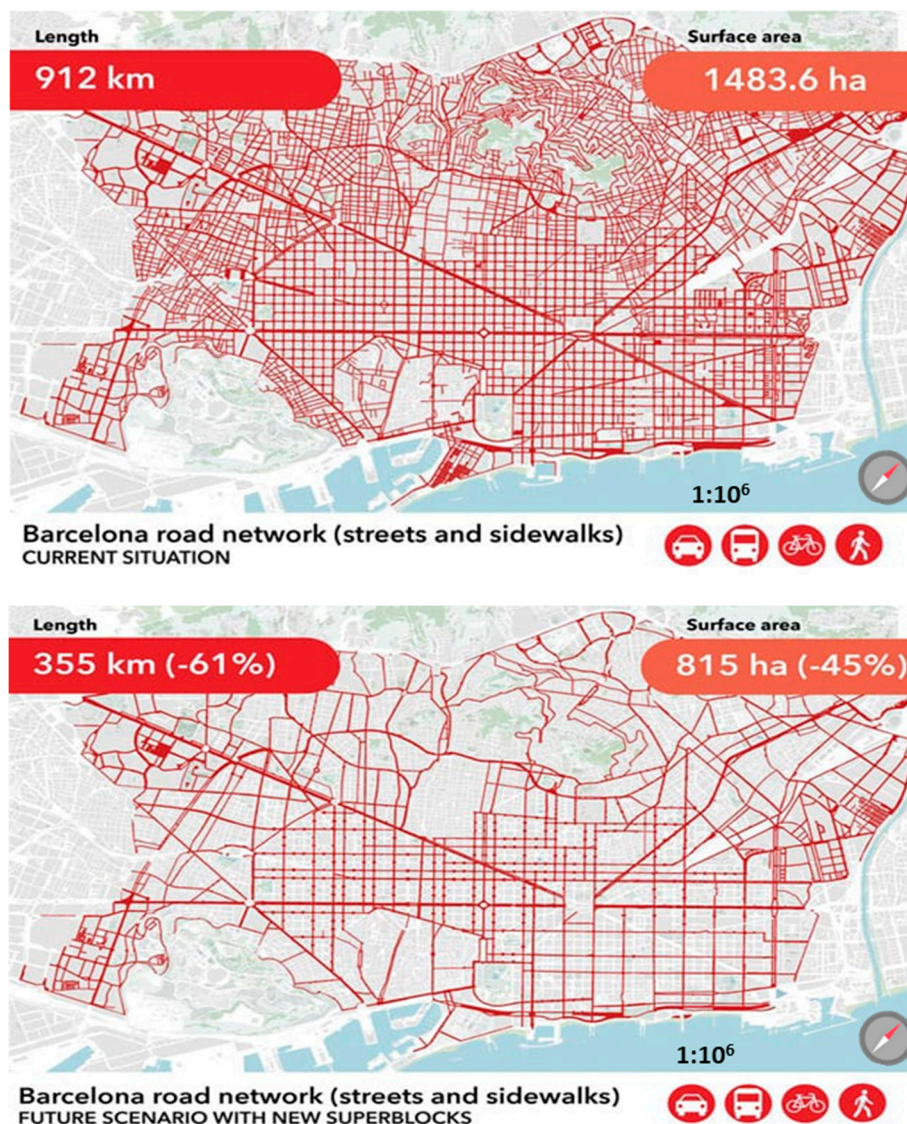 Length
Surface area
912 km
1483.6 ha
1:10⁶
Barcelona road network (streets and sidewalks)
CURRENT SITUATION
Length
Surface area
355 km (-61%)
815 ha (-45%)
1:10⁶
Barcelona road network (streets and sidewalks)
FUTURE SCENARIO WITH NEW SUPERBLOCKS